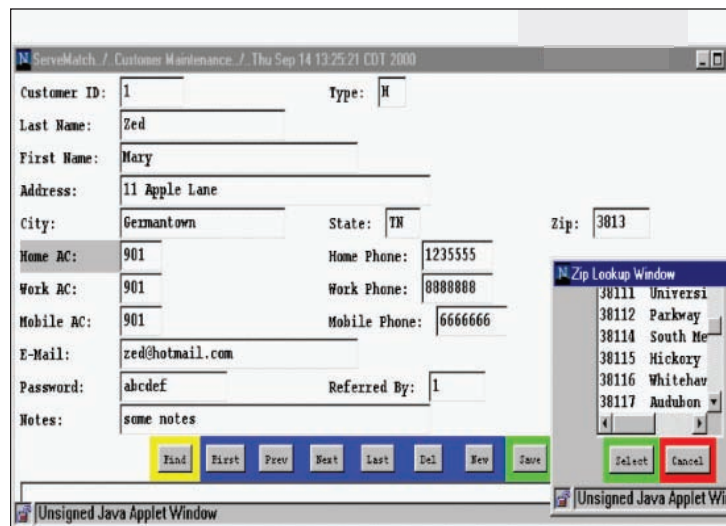 ServeMatch../..Customer Maintenance../..Thu Sep 14 13:25:21 CDT 2000
Customer ID: 1 Type: H
Last Name: Zed
First Name: Mary
Address: 11 Apple Lane
City: Germantown State: TN Zip: 3813
Home AC: 901 Home Phone: 1235555
Work AC: 901 Work Phone: 8888888
Mobile AC: 901 Mobile Phone: 6666666
E-Mail: zed@hotmail.com
Password: abcdef Referred By: 1
Notes: some notes
Find First Prev Next Last Del New Save
Unsigned Java Applet Window
Zip Lookup Window
38111 Universi
38112 Parkway
38114 South Me
38115 Hickory
38116 Whitehav
38117 Audubon
Select Cancel
Unsigned Java Applet Wi